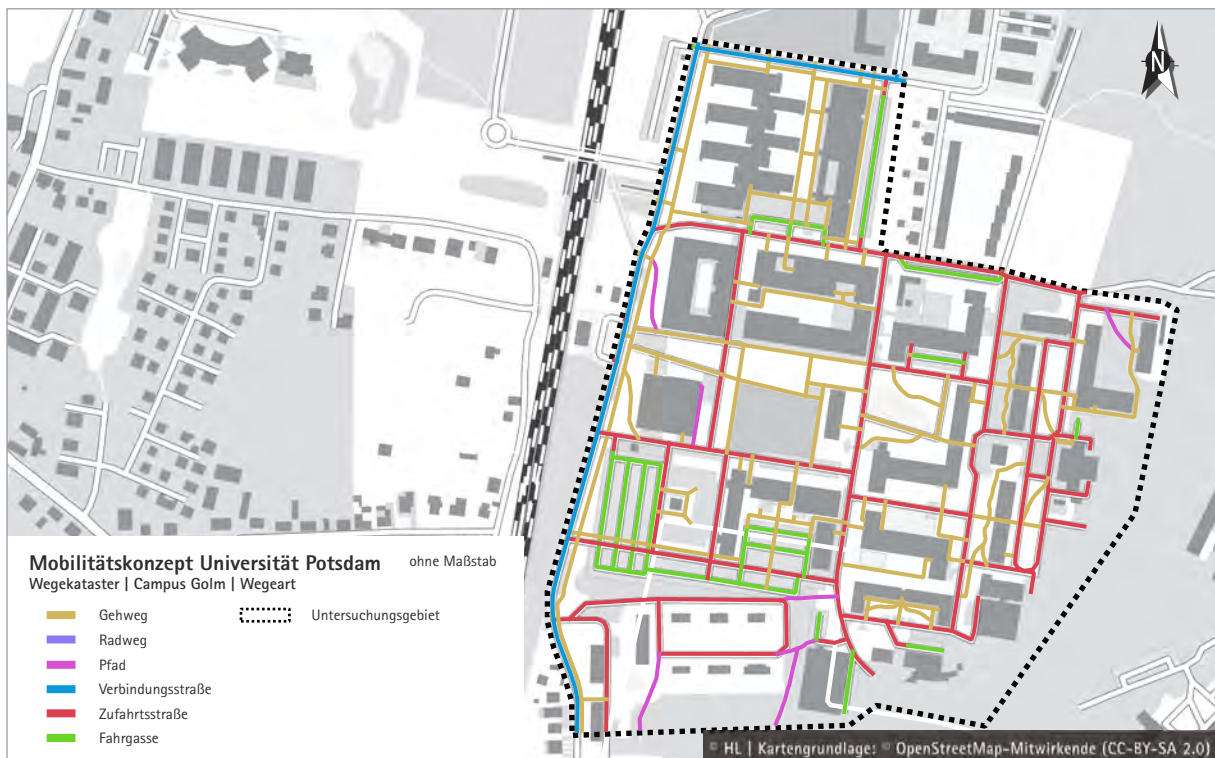 N
Mobilitätskonzept Universität Potsdam ohne Maßstab
Wegekataster | Campus Golm | Wegeart
Gehweg Untersuchungsgebiet
Radweg
Pfad
Verbindungsstraße
Zufahrtsstraße
Fahrgasse
© HL | Kartengrundlage: © OpenStreetMap-Mitwirkende (CC-BY-SA 2.0)